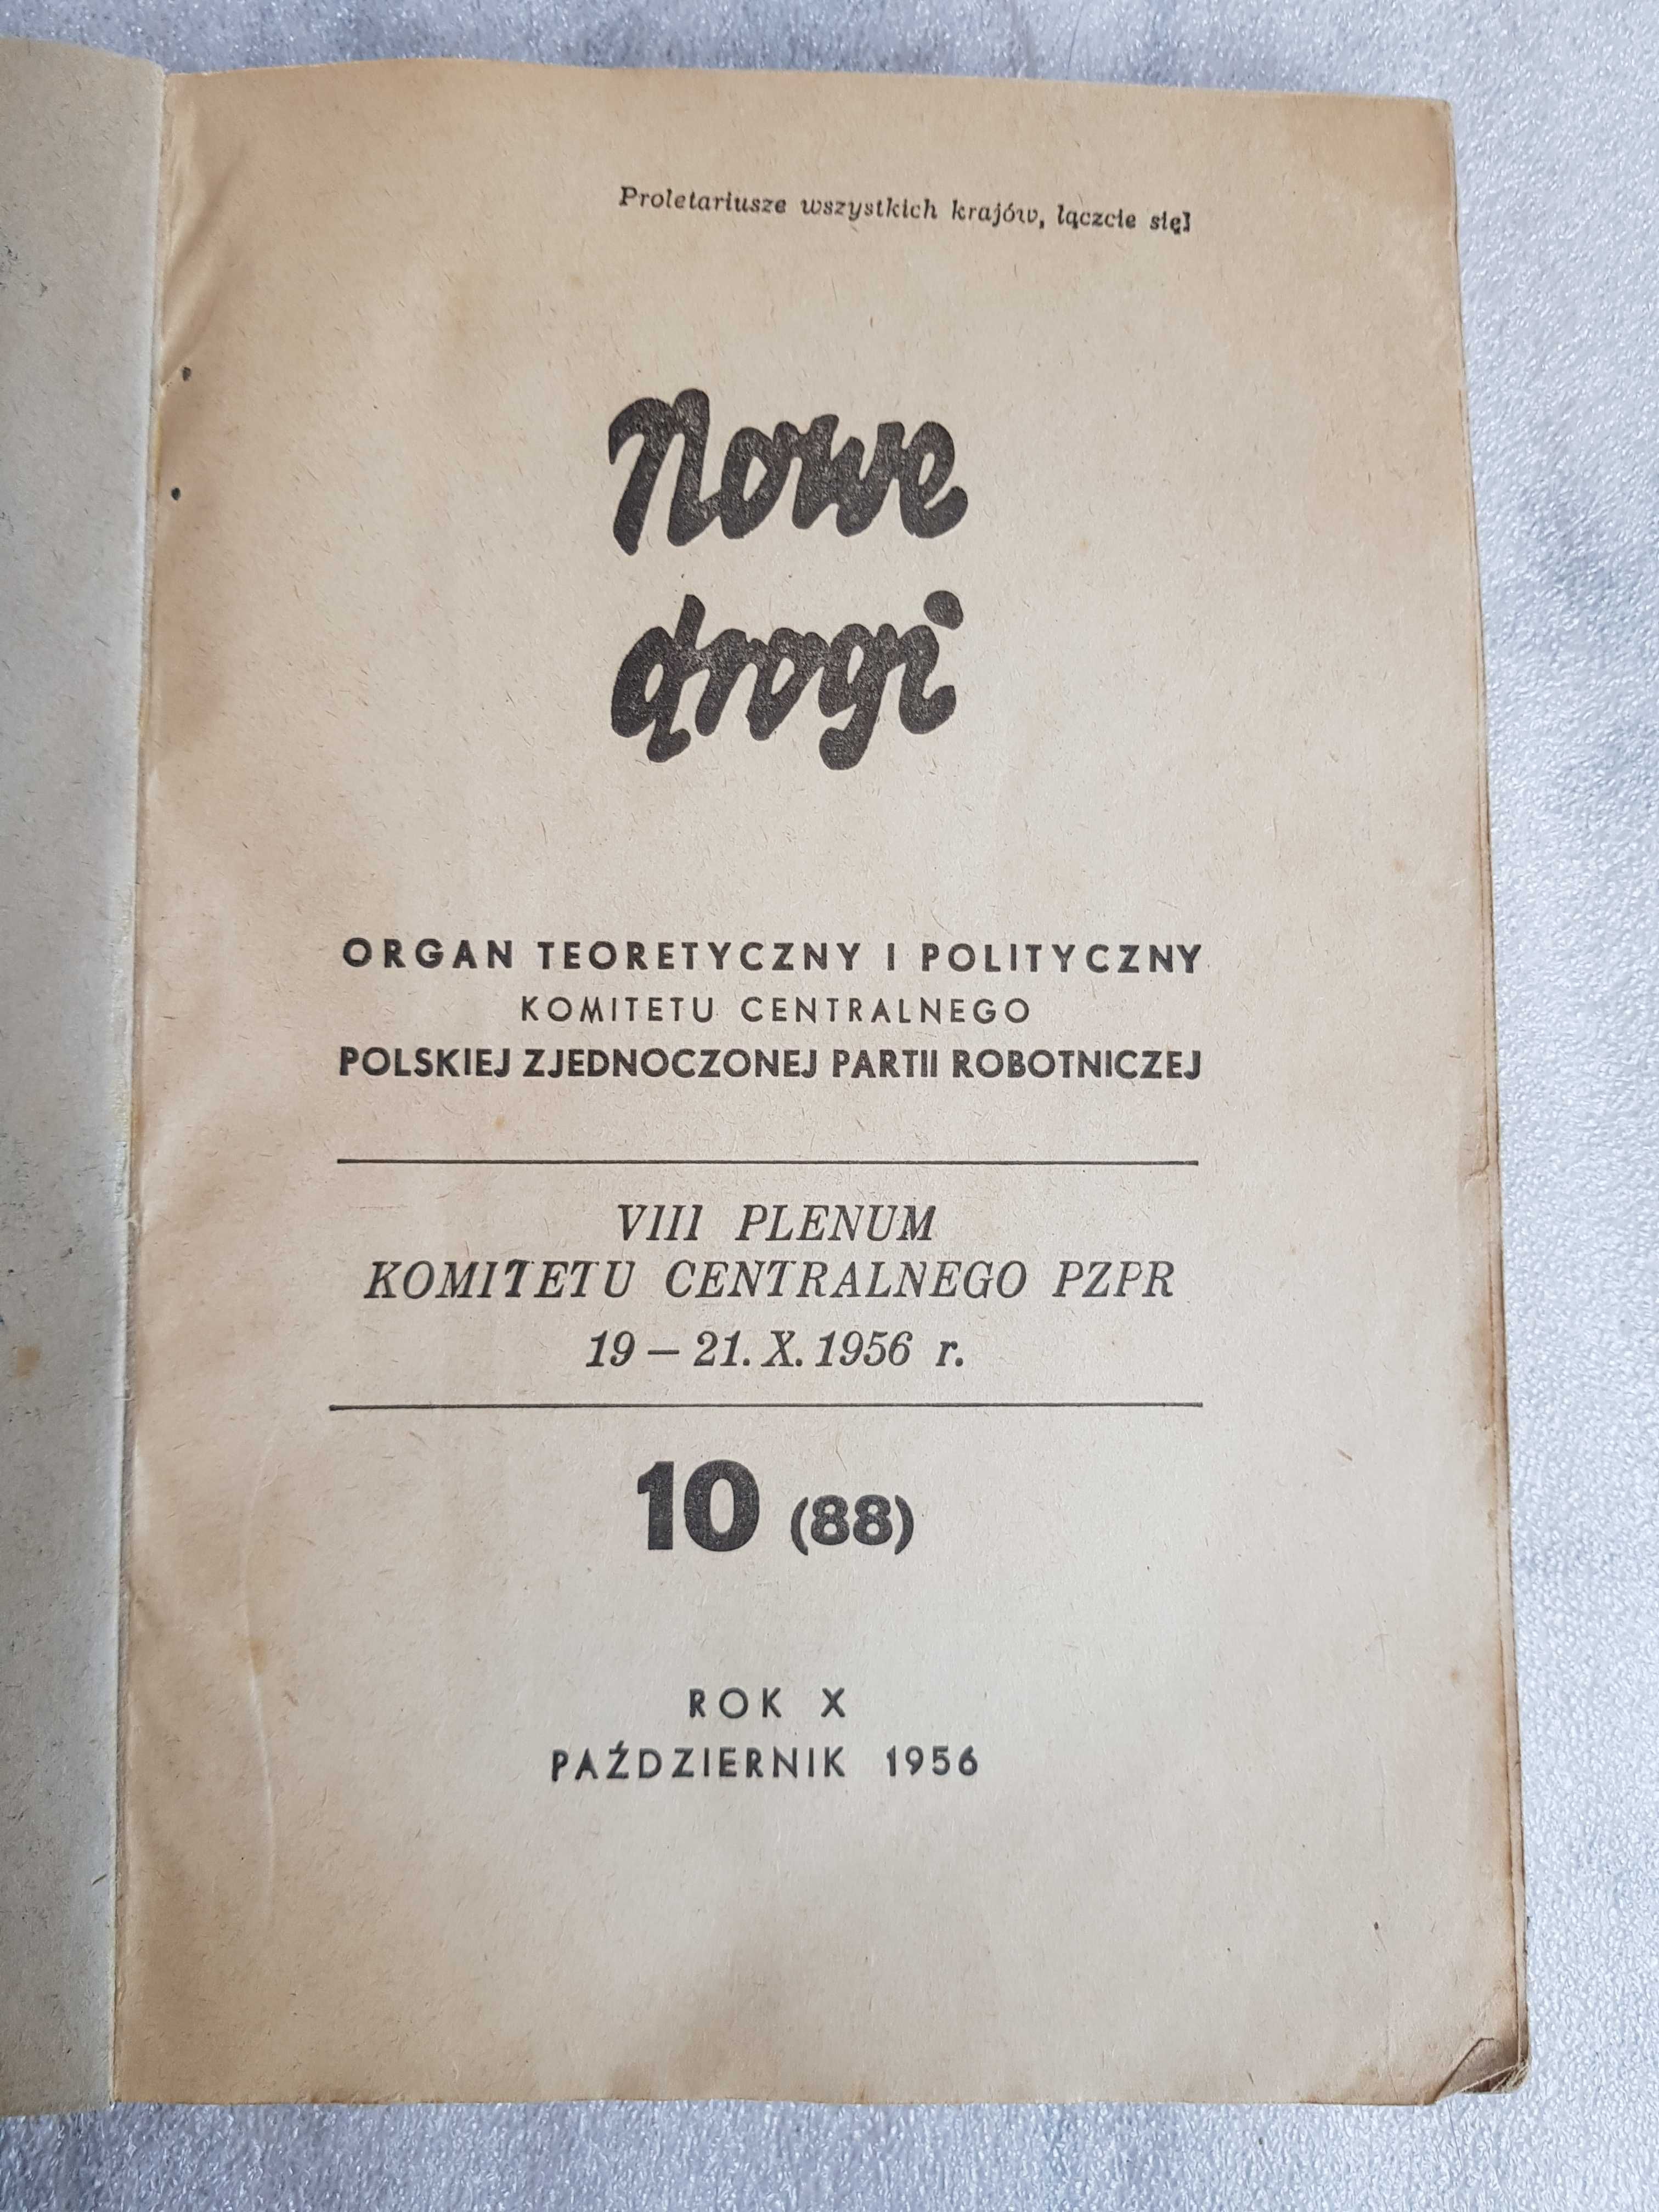 Proletariusze wszystkich krajów, łączcie się!
Nowe
drogi
ORGAN TEORETYCZNY I POLITYCZNY
KOMITETU CENTRALNEGO
POLSKIEJ ZJEDNOCZONEJ PARTII ROBOTNICZEJ
VIII PLENUM
KOMITETU CENTRALNEGO PZPR
19 – 21. X. 1956 r.
10 (88)
ROK X
PAŹDZIERNIK 1956